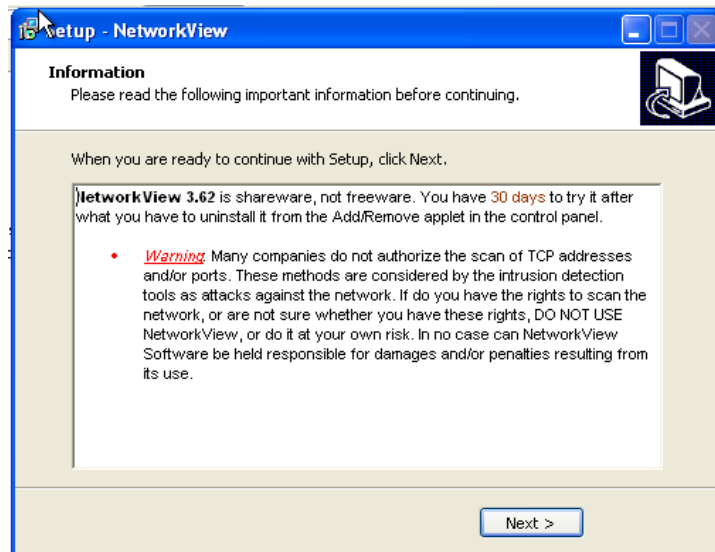 Setup - NetworkView
Information
Please read the following important information before continuing.
When you are ready to continue with Setup, click Next.
NetworkView 3.62 is shareware, not freeware. You have 30 days to try it after
what you have to uninstall it from the Add/Remove applet in the control panel.
• Warning: Many companies do not authorize the scan of TCP addresses
and/or ports. These methods are considered by the intrusion detection
tools as attacks against the network. If do you have the rights to scan the
network, or are not sure whether you have these rights, DO NOT USE
NetworkView, or do it at your own risk. In no case can NetworkView
Software be held responsible for damages and/or penalties resulting from
its use.
Next >